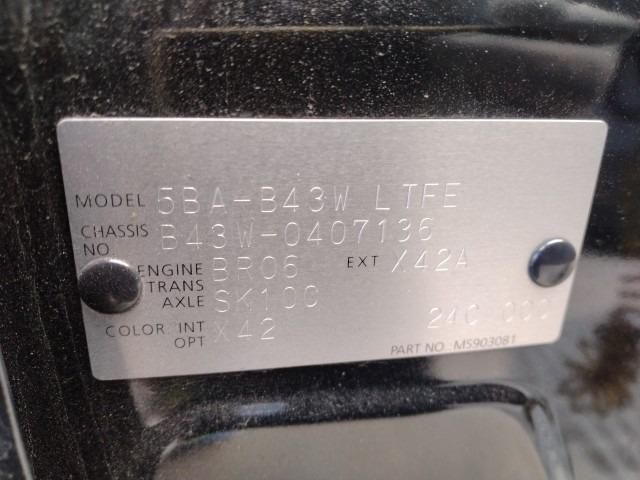 MODEL 5BA-B43W LTFE
CHASSIS NO. B43W-0407136
ENGINE BR06 EXT X42A
TRANS AXLE SK10C
COLOR: INT OPT X42 24C 000
PART NO.: MS903081